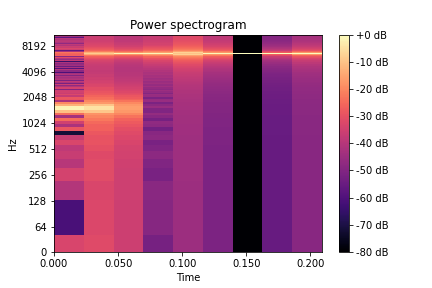 Power spectrogram
Hz
8192
4096
2048
1024
512
256
128
64
0
0.000 0.050 0.100 0.150 0.200
Time
+0 dB
-10 dB
-20 dB
-30 dB
-40 dB
-50 dB
-60 dB
-70 dB
-80 dB